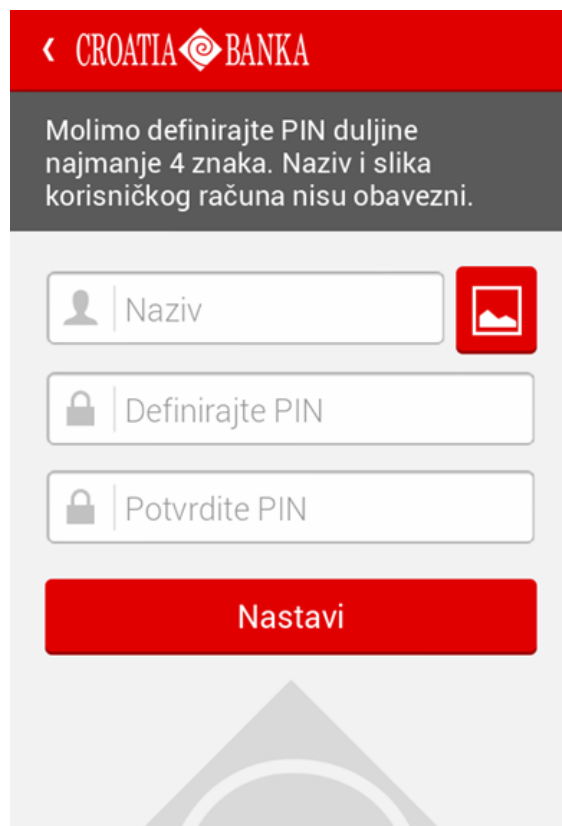 CROATIA BANKA
Molimo definirajte PIN duljine
najmanje 4 znaka. Naziv i slika
korisničkog računa nisu obavezni.
Naziv
Definirajte PIN
Potvrdite PIN
Nastavi